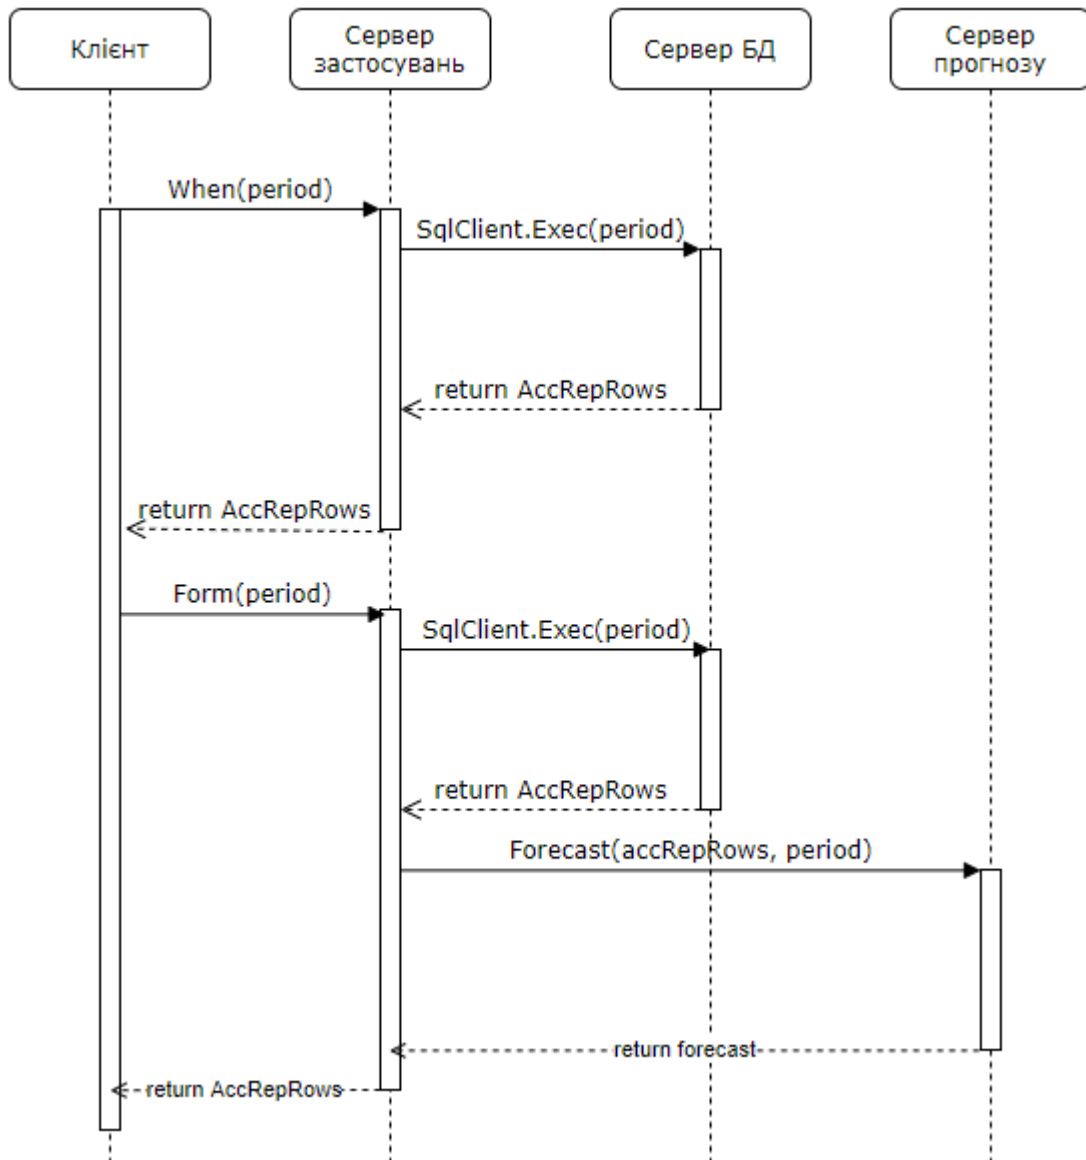 Клієнт
Сервер
застосувань
Сервер БД
Сервер
прогнозу
When(period)
SqlClient.Exec(period)
return AccRepRows
return AccRepRows
Form(period)
SqlClient.Exec(period)
return AccRepRows
Forecast(accRepRows, period)
return forecast
return AccRepRows